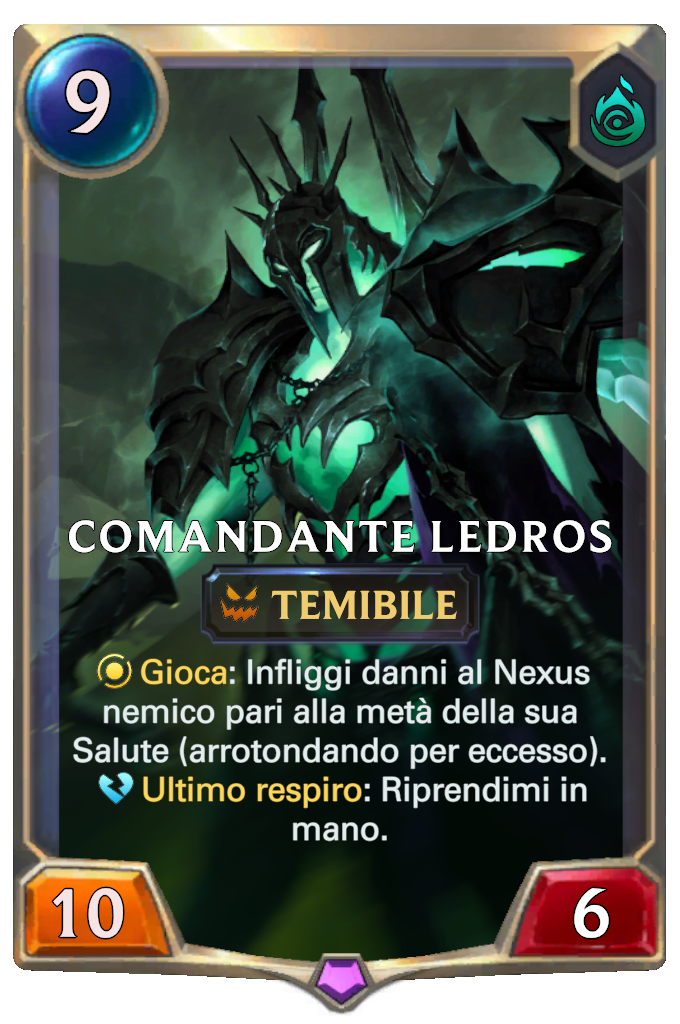 9
COMANDANTE LEDROS
TEMIBILE
Gioca: Infliggi danni al Nexus
nemico pari alla metà della sua
Salute (arrotondando per eccesso).
Ultimo respiro: Riprendimi in
mano.
10
6